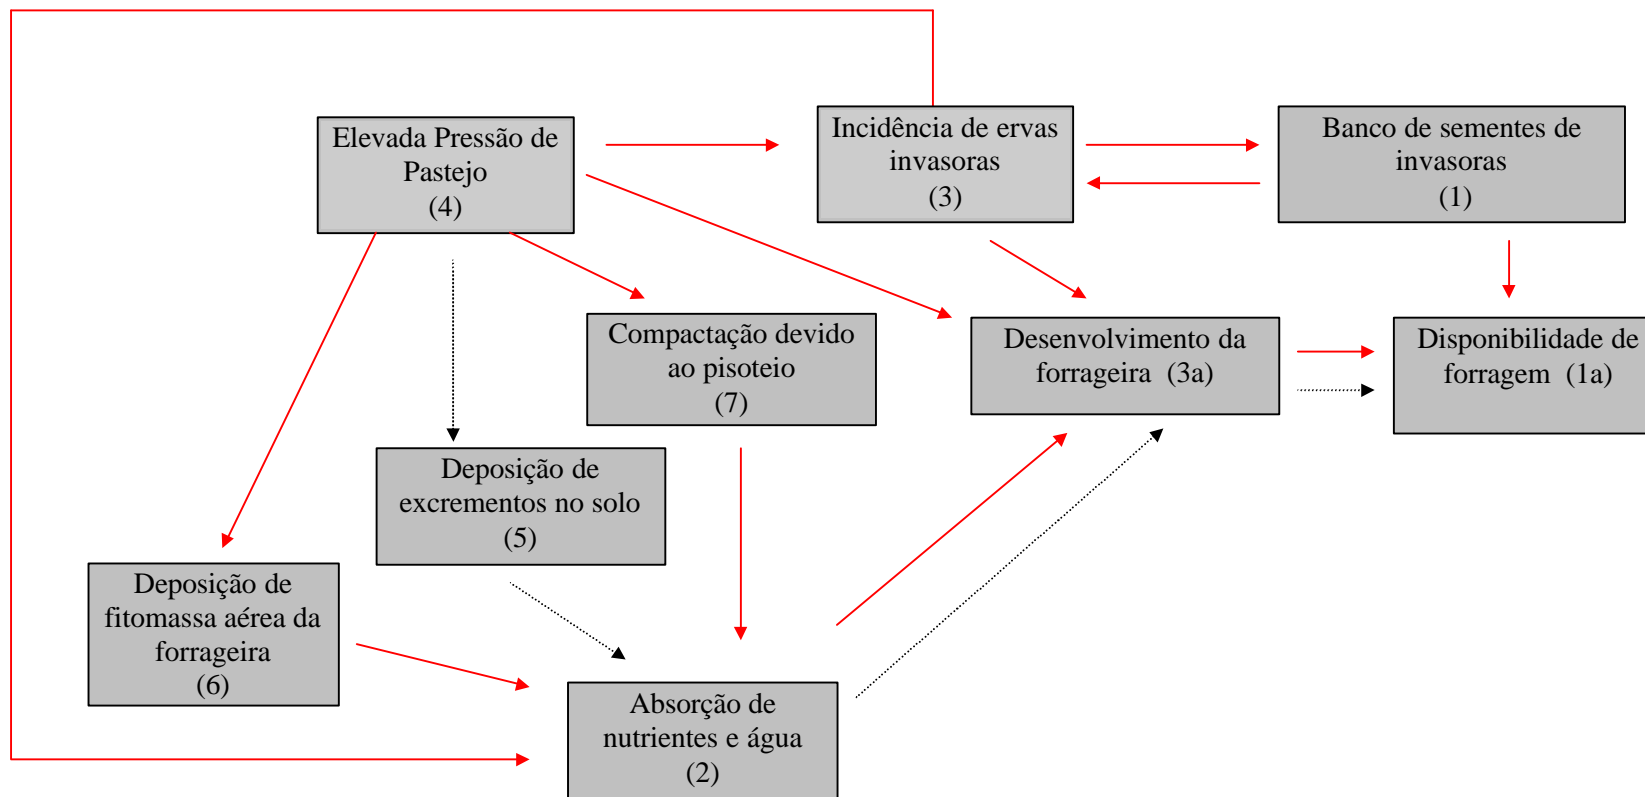 Elevada Pressão de
Pastejo
(4)
Incidência de ervas
invasoras
(3)
Banco de sementes de
invasoras
(1)
Compactação devido
ao pisoteio
(7)
Desenvolvimento da
forrageira (3a)
Disponibilidade de
forragem (1a)
Deposição de
excrementos no solo
(5)
Deposição de
fitomassa aérea da
forrageira
(6)
Absorção de
nutrientes e água
(2)